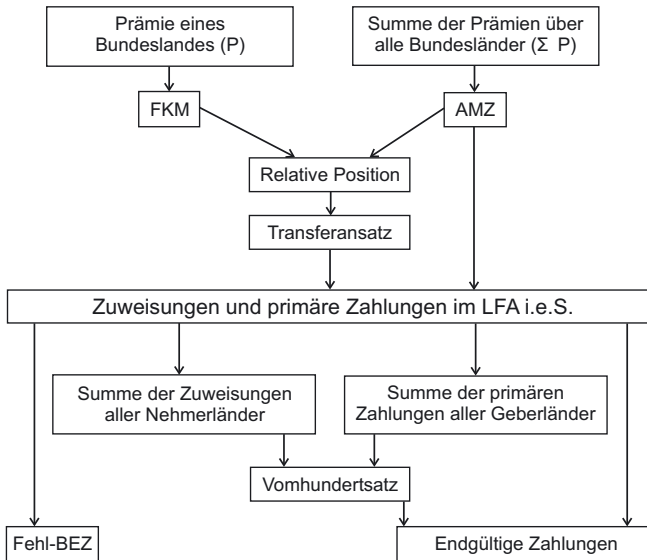 Prämie eines
Bundeslandes (P)
Summe der Prämien über
alle Bundesländer (Σ P)
FKM
AMZ
Relative Position
Transferansatz
Zuweisungen und primäre Zahlungen im LFA i.e.S.
Summe der Zuweisungen
aller Nehmerländer
Summe der primären
Zahlungen aller Geberländer
Vomhundertsatz
Fehl-BEZ
Endgültige Zahlungen